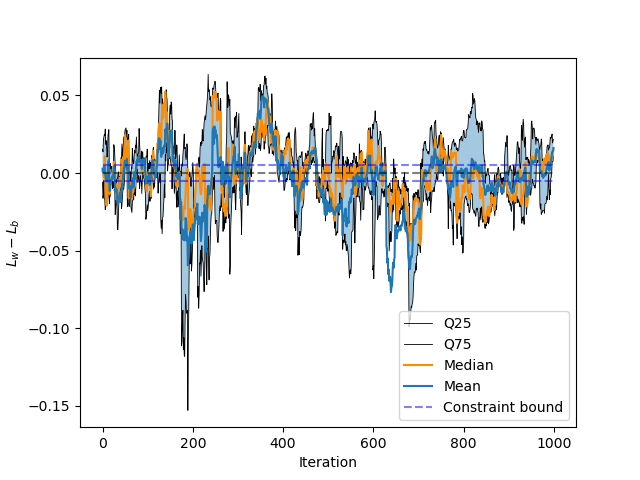 0.05
0.00
−0.05
−0.10
−0.15
L_w − L_b
0 200 400 600 800 1000
Iteration
Q25
Q75
Median
Mean
Constraint bound